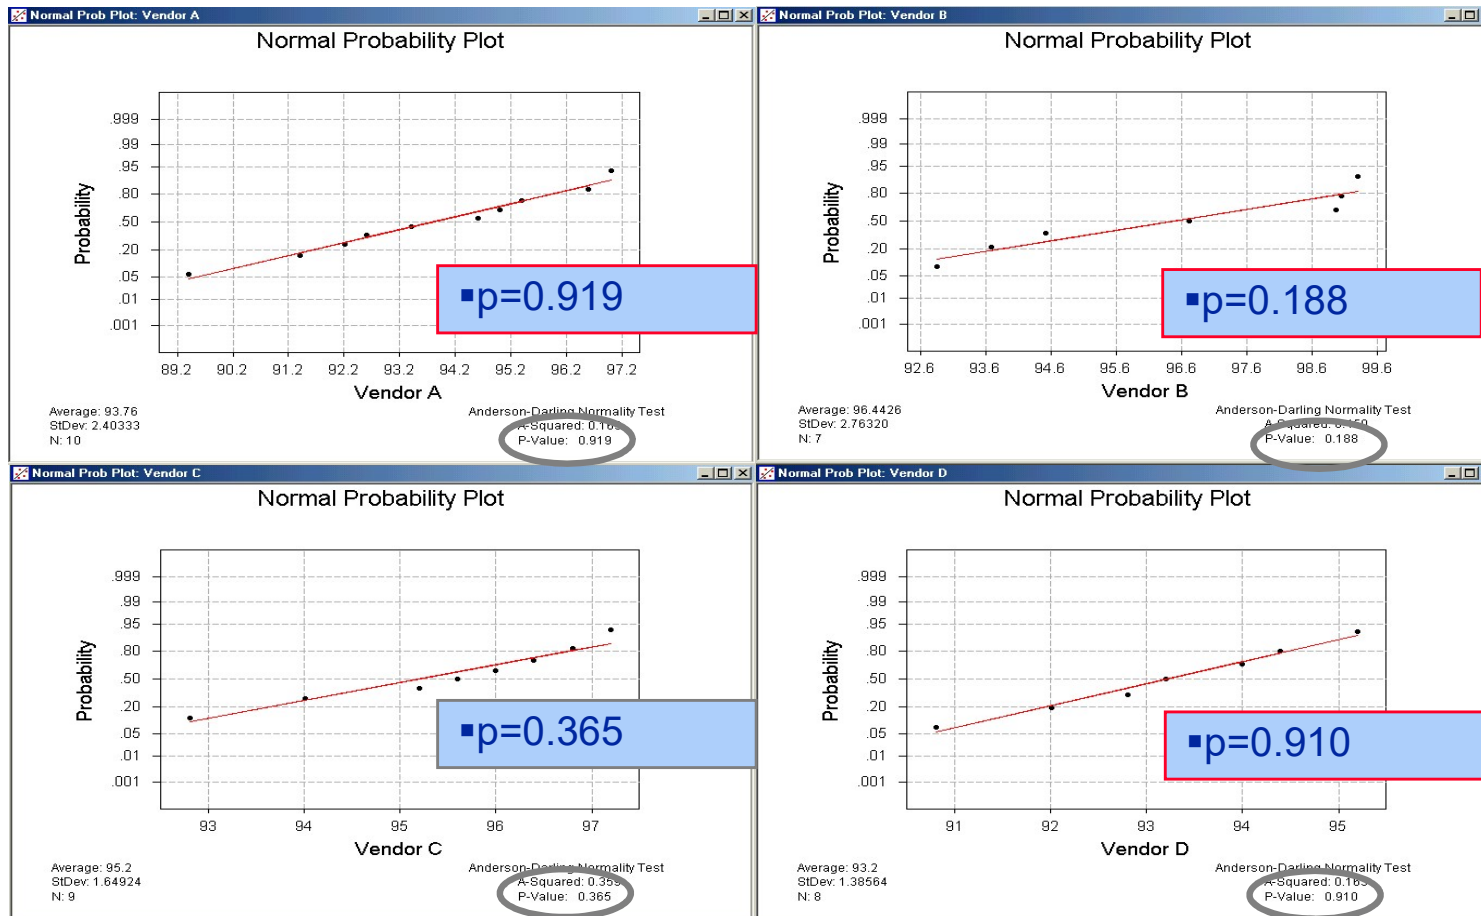 Normal Prob Plot: Vendor A
Normal Probability Plot
Probability
.999
.99
.95
.80
.50
.20
.05
.01
.001
89.2 90.2 91.2 92.2 93.2 94.2 95.2 96.2 97.2
Vendor A
▪p=0.919
Average: 93.76
StDev: 2.40333
N: 10
Anderson-Darling Normality Test
A-Squared:
P-Value: 0.919
Normal Prob Plot: Vendor B
Normal Probability Plot
Probability
.999
.99
.95
.80
.50
.20
.05
.01
.001
92.6 93.6 94.6 95.6 96.6 97.6 98.6 99.6
Vendor B
▪p=0.188
Average: 96.4426
StDev: 2.76320
N: 7
Anderson-Darling Normality Test
A-Squared:
P-Value: 0.188
Normal Prob Plot: Vendor C
Normal Probability Plot
Probability
.999
.99
.95
.80
.50
.20
.05
.01
.001
93 94 95 96 97
Vendor C
▪p=0.365
Average: 95.2
StDev: 1.64924
N: 9
Anderson-Darling Normality Test
A-Squared:
P-Value: 0.365
Normal Prob Plot: Vendor D
Normal Probability Plot
Probability
.999
.99
.95
.80
.50
.20
.05
.01
.001
91 92 93 94 95
Vendor D
▪p=0.910
Average: 93.2
StDev: 1.38564
N: 8
Anderson-Darling Normality Test
A-Squared:
P-Value: 0.910